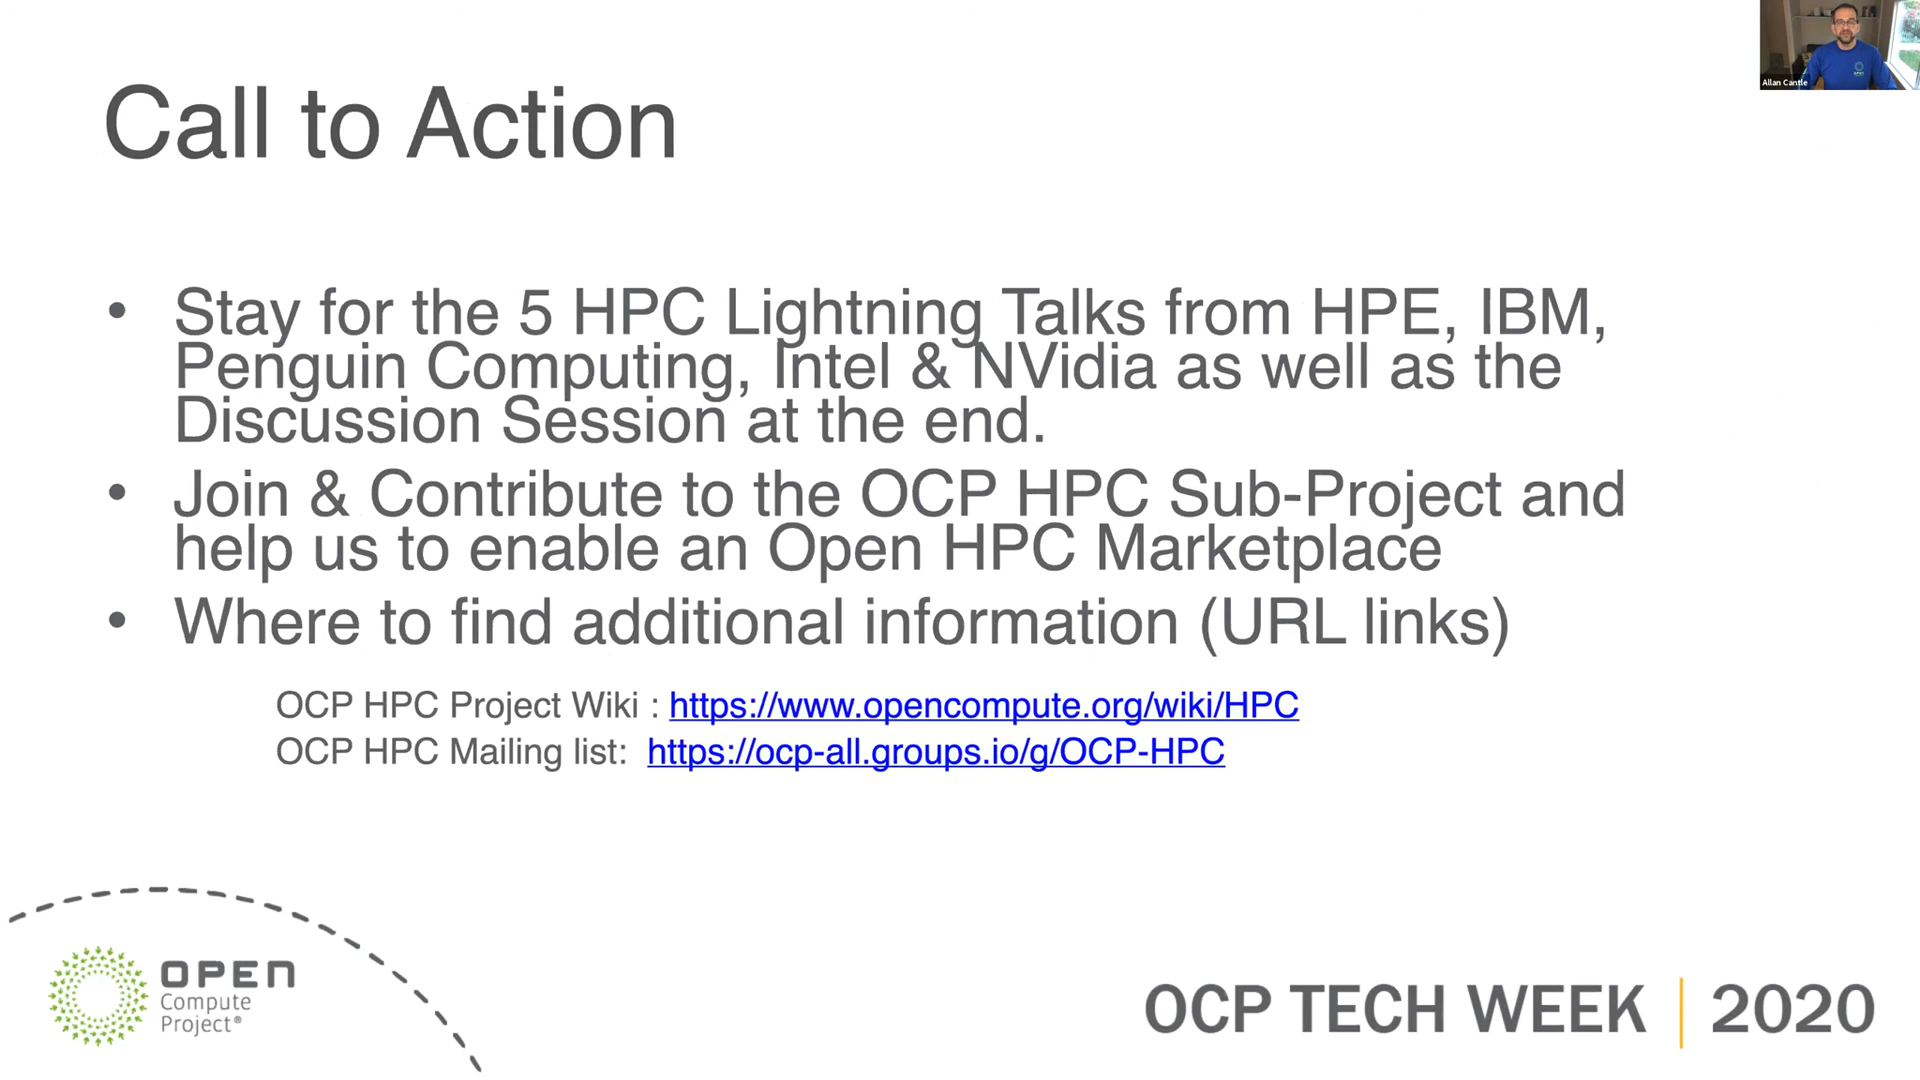 Allan Cantle
Call to Action
• Stay for the 5 HPC Lightning Talks from HPE, IBM,
Penguin Computing, Intel & NVidia as well as the
Discussion Session at the end.
• Join & Contribute to the OCP HPC Sub-Project and
help us to enable an Open HPC Marketplace
• Where to find additional information (URL links)
OCP HPC Project Wiki : https://www.opencompute.org/wiki/HPC
OCP HPC Mailing list: https://ocp-all.groups.io/g/OCP-HPC
OPEN
Compute
Project®
OCP TECH WEEK | 2020